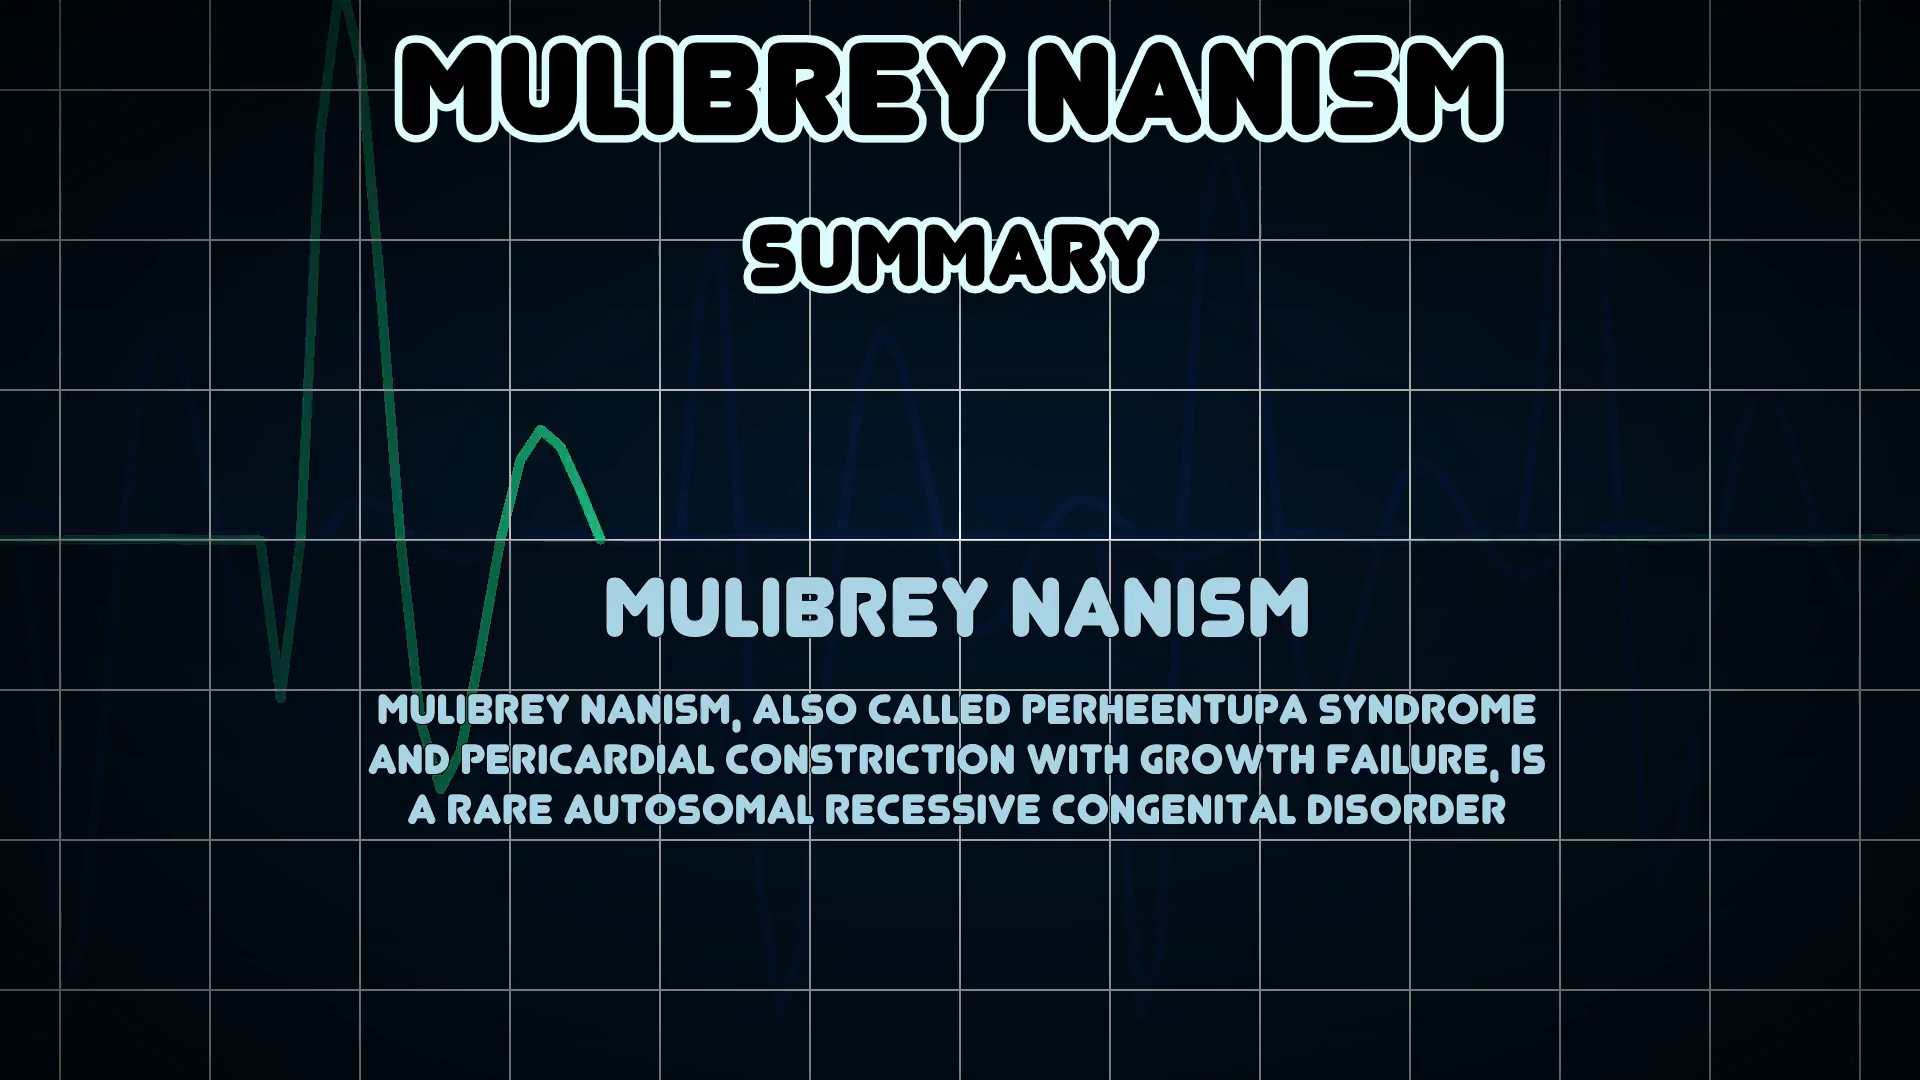 MULIBREY NANISM
SUMMARY
MULIBREY NANISM
MULIBREY NANISM, ALSO CALLED PERHEENTUPA SYNDROME
AND PERICARDIAL CONSTRICTION WITH GROWTH FAILURE, IS
A RARE AUTOSOMAL RECESSIVE CONGENITAL DISORDER